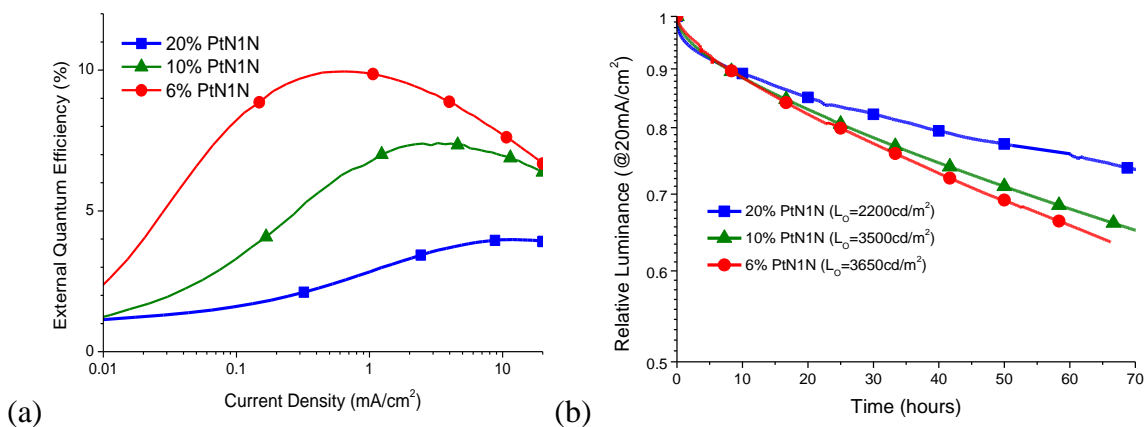 20% PtN1N
10% PtN1N
6% PtN1N
External Quantum Efficiency (%)
10
5
0
0.01
0.1
1
10
Current Density (mA/cm²)
(a)
Relative Luminance (@20mA/cm²)
1
0.9
0.8
0.7
0.6
0.5
20% PtN1N (L₀=2200cd/m²)
10% PtN1N (L₀=3500cd/m²)
6% PtN1N (L₀=3650cd/m²)
0
10
20
30
40
50
60
70
Time (hours)
(b)